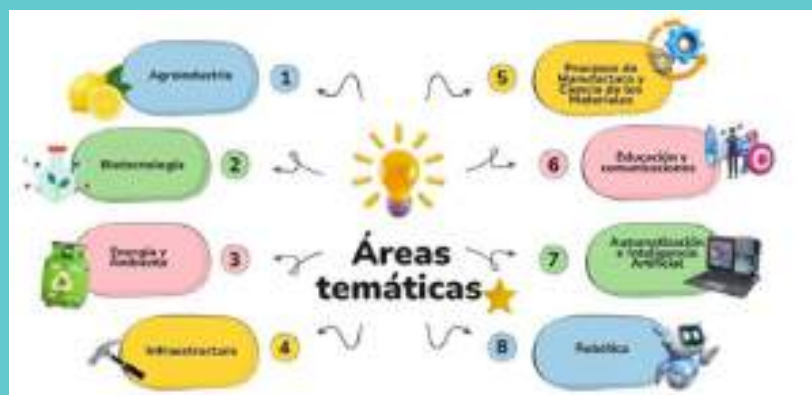 Agroindustria
1
Biotecnología
2
Energía y
Ambiente
3
Infraestructura
4
Áreas
temáticas
5
Procesos de
Manufactura y
Ciencia de los
Materiales
6
Educación y
comunicaciones
7
Automatización
e Inteligencia
Artificial
8
Robótica